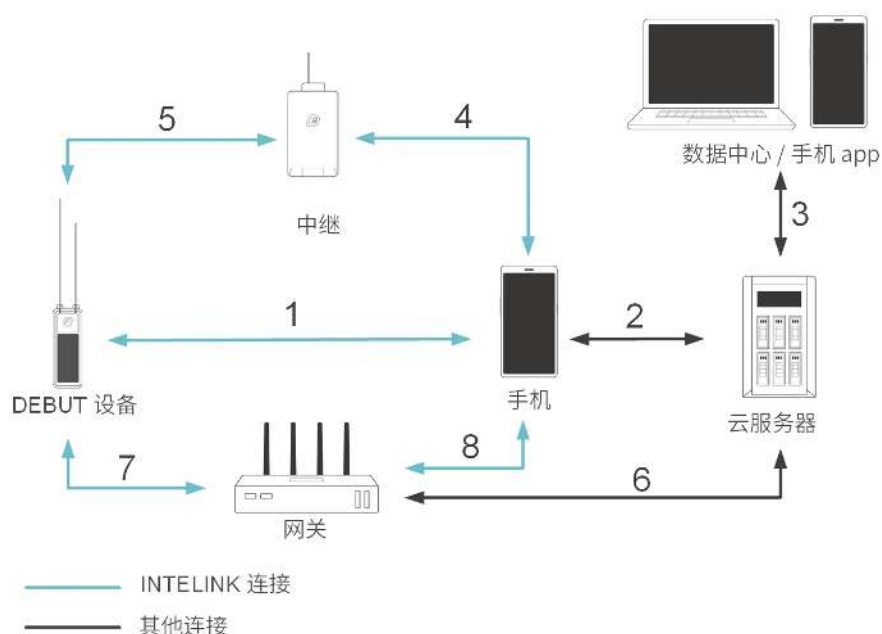 5
4
数据中心 / 手机 app
中继
3
1
2
DEBUT 设备
手机
云服务器
7
8
6
网关
INTELINK 连接
其他连接